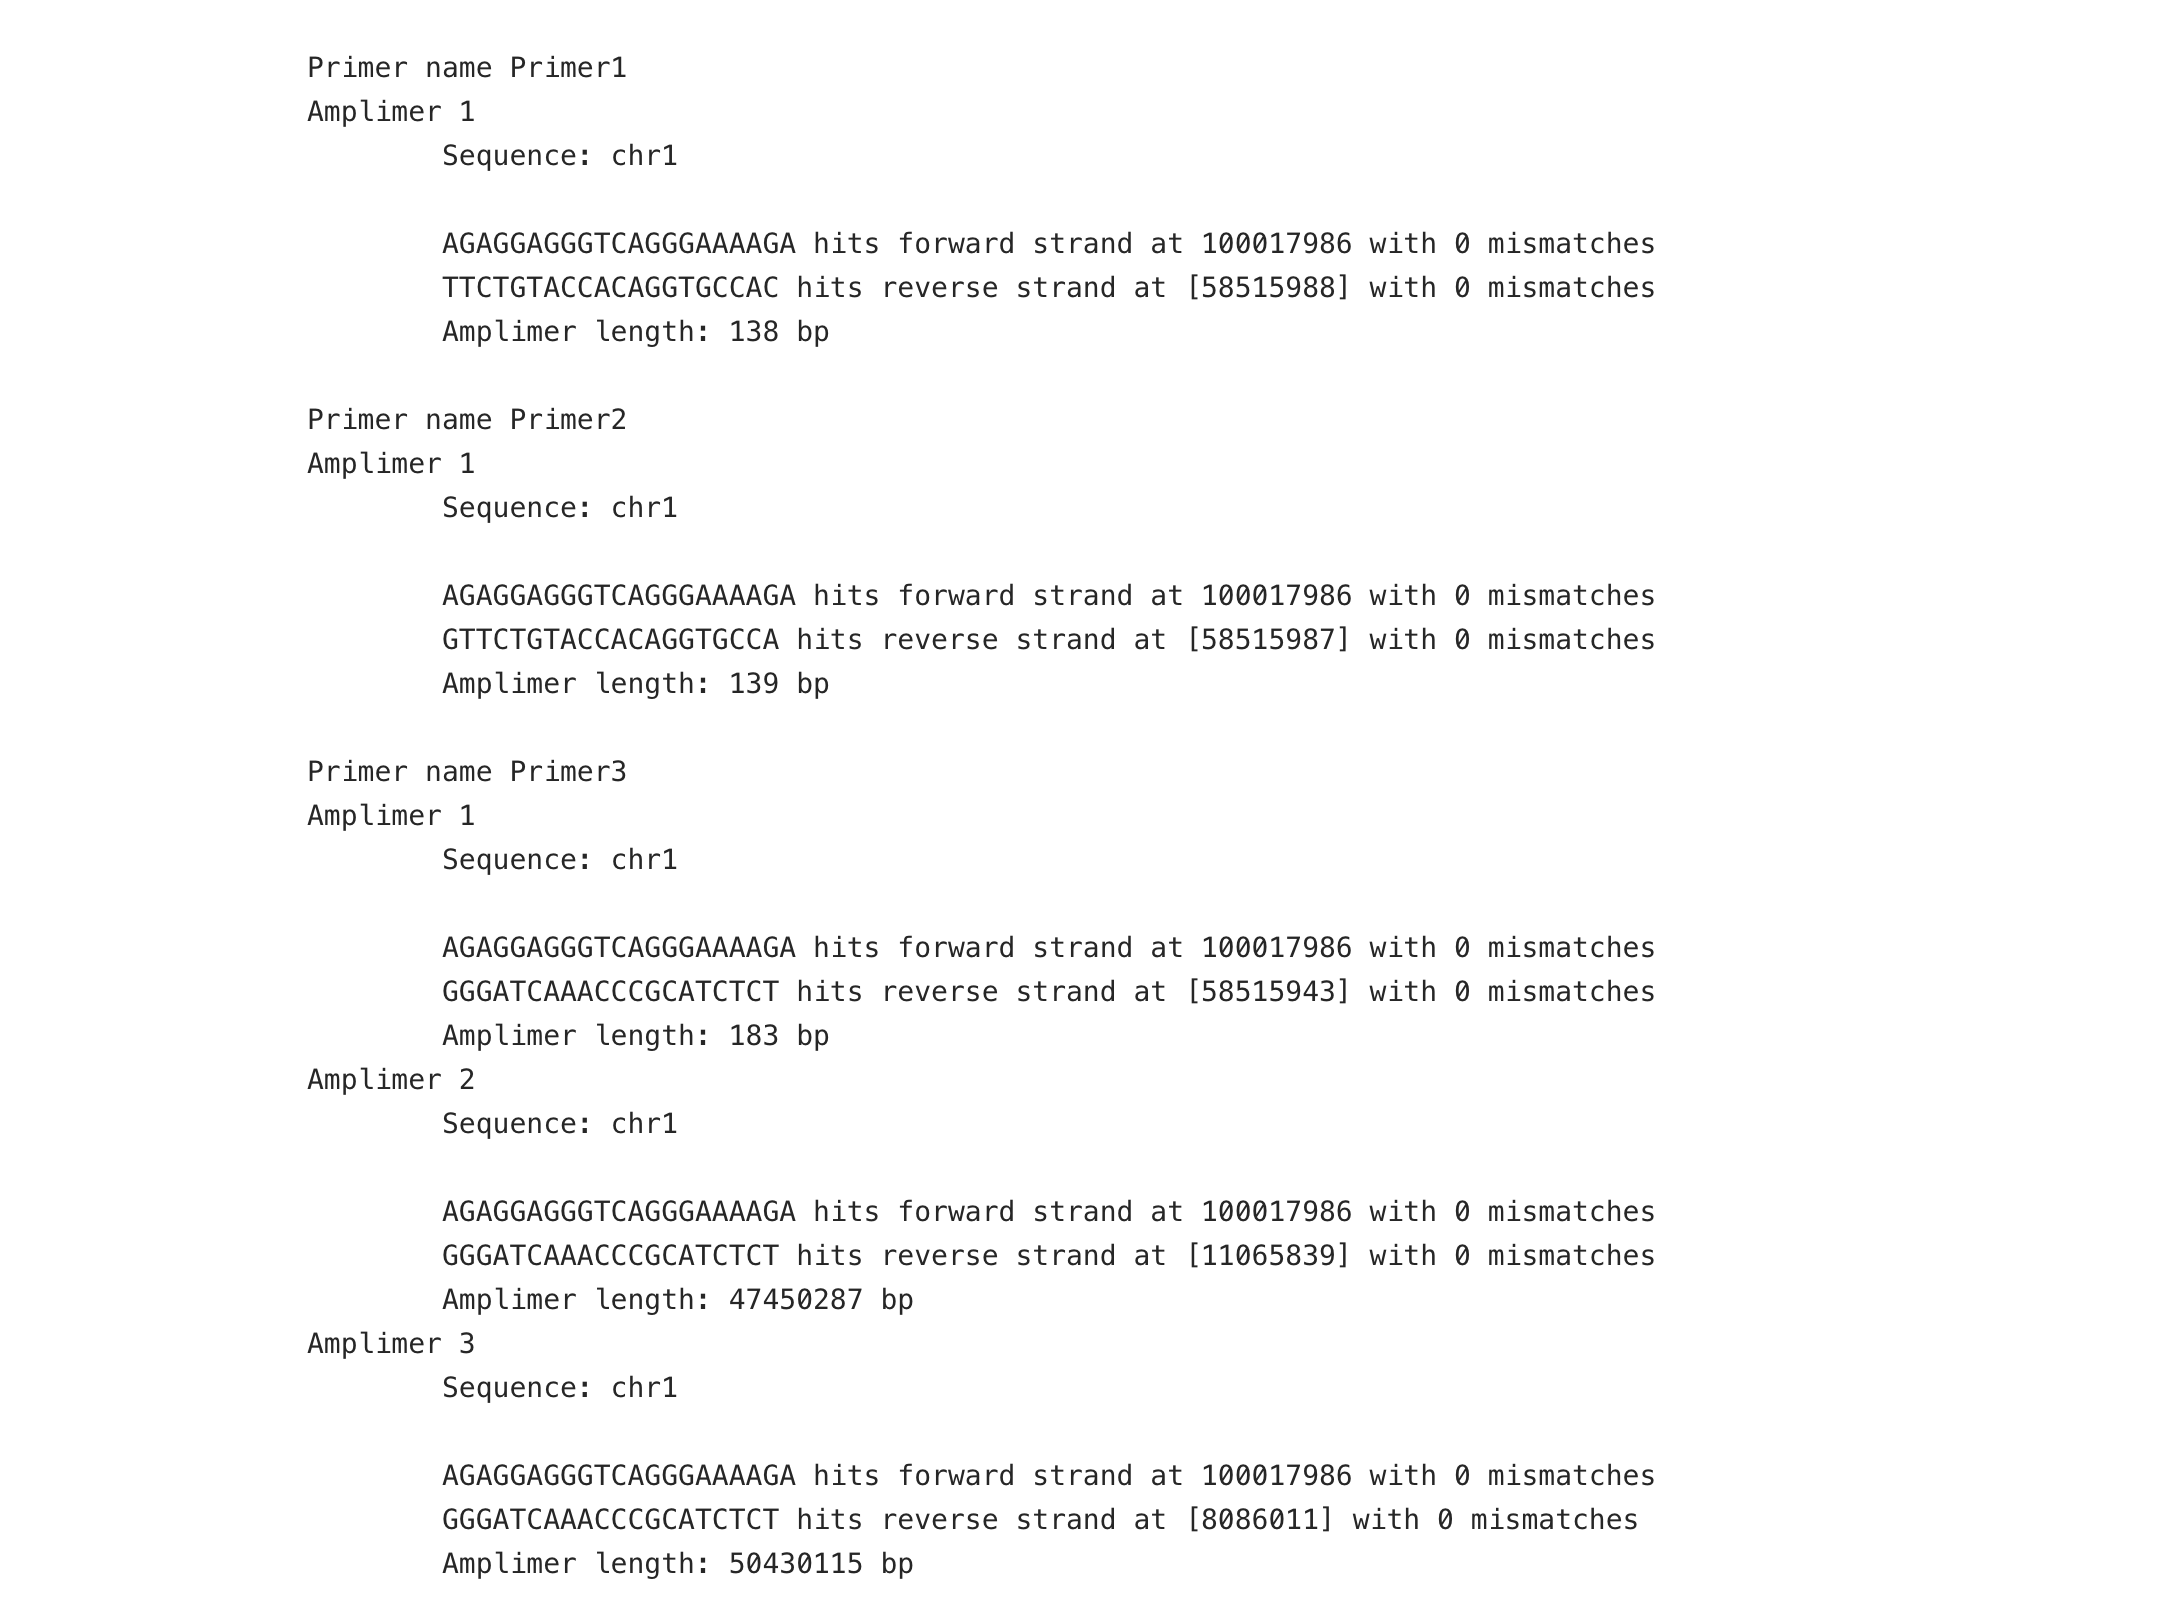 Primer name Primer1
Amplimer 1
Sequence: chr1
AGAGGAGGGTCAGGGAAAAGA hits forward strand at 100017986 with 0 mismatches
TTCTGTACCACAGGTGCCAC hits reverse strand at [58515988] with 0 mismatches
Amplimer length: 138 bp
Primer name Primer2
Amplimer 1
Sequence: chr1
AGAGGAGGGTCAGGGAAAAGA hits forward strand at 100017986 with 0 mismatches
GTTCTGTACCACAGGTGCCA hits reverse strand at [58515987] with 0 mismatches
Amplimer length: 139 bp
Primer name Primer3
Amplimer 1
Sequence: chr1
AGAGGAGGGTCAGGGAAAAGA hits forward strand at 100017986 with 0 mismatches
GGGATCAAACCCGCATCTCT hits reverse strand at [58515943] with 0 mismatches
Amplimer length: 183 bp
Amplimer 2
Sequence: chr1
AGAGGAGGGTCAGGGAAAAGA hits forward strand at 100017986 with 0 mismatches
GGGATCAAACCCGCATCTCT hits reverse strand at [11065839] with 0 mismatches
Amplimer length: 47450287 bp
Amplimer 3
Sequence: chr1
AGAGGAGGGTCAGGGAAAAGA hits forward strand at 100017986 with 0 mismatches
GGGATCAAACCCGCATCTCT hits reverse strand at [8086011] with 0 mismatches
Amplimer length: 50430115 bp